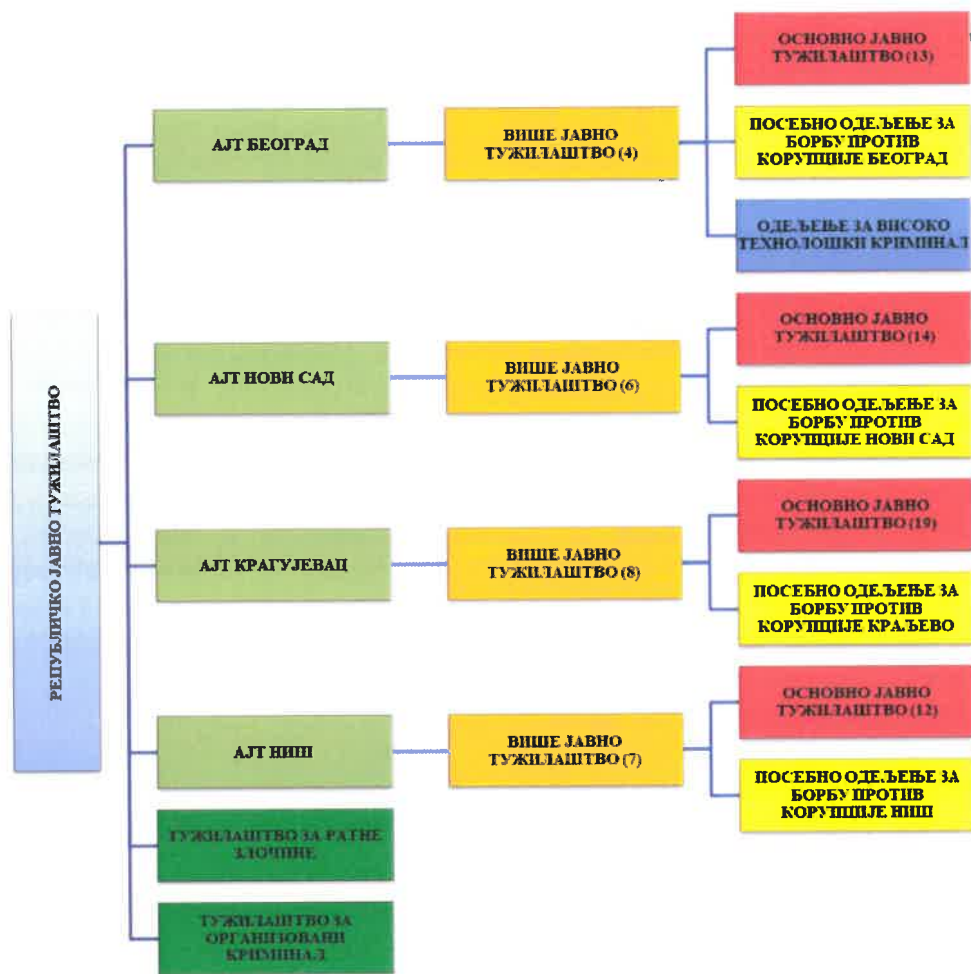 РЕПУБЛИЧКО ЈАВНО ТУЖИЛАШТВО
АЈТ БЕОГРАД
ВИШЕ ЈАВНО
ТУЖИЛАШТВО (4)
ОСНОВНО ЈАВНО
ТУЖИЛАШТВО (13)
ПОСЕБНО ОДЕЉЕЊЕ ЗА
БОРБУ ПРОТИВ
КОРУПЦИЈЕ БЕОГРАД
ОДЕЉЕЊЕ ЗА ВИСОКО
ТЕХНОЛОШКИ КРИМИНАЛ
АЈТ НОВИ САД
ВИШЕ ЈАВНО
ТУЖИЛАШТВО (6)
ОСНОВНО ЈАВНО
ТУЖИЛАШТВО (14)
ПОСЕБНО ОДЕЉЕЊЕ ЗА
БОРБУ ПРОТИВ
КОРУПЦИЈЕ НОВИ САД
АЈТ КРАГУЈЕВАЦ
ВИШЕ ЈАВНО
ТУЖИЛАШТВО (8)
ОСНОВНО ЈАВНО
ТУЖИЛАШТВО (19)
ПОСЕБНО ОДЕЉЕЊЕ ЗА
БОРБУ ПРОТИВ
КОРУПЦИЈЕ КРАЉЕВО
АЈТ НИШ
ВИШЕ ЈАВНО
ТУЖИЛАШТВО (7)
ОСНОВНО ЈАВНО
ТУЖИЛАШТВО (12)
ПОСЕБНО ОДЕЉЕЊЕ ЗА
БОРБУ ПРОТИВ
КОРУПЦИЈЕ НИШ
ТУЖИЛАШТВО ЗА РАТНЕ
ЗЛОЧИНЕ
ТУЖИЛАШТВО ЗА
ОРГАНИЗОВАНИ
КРИМИНАЛ